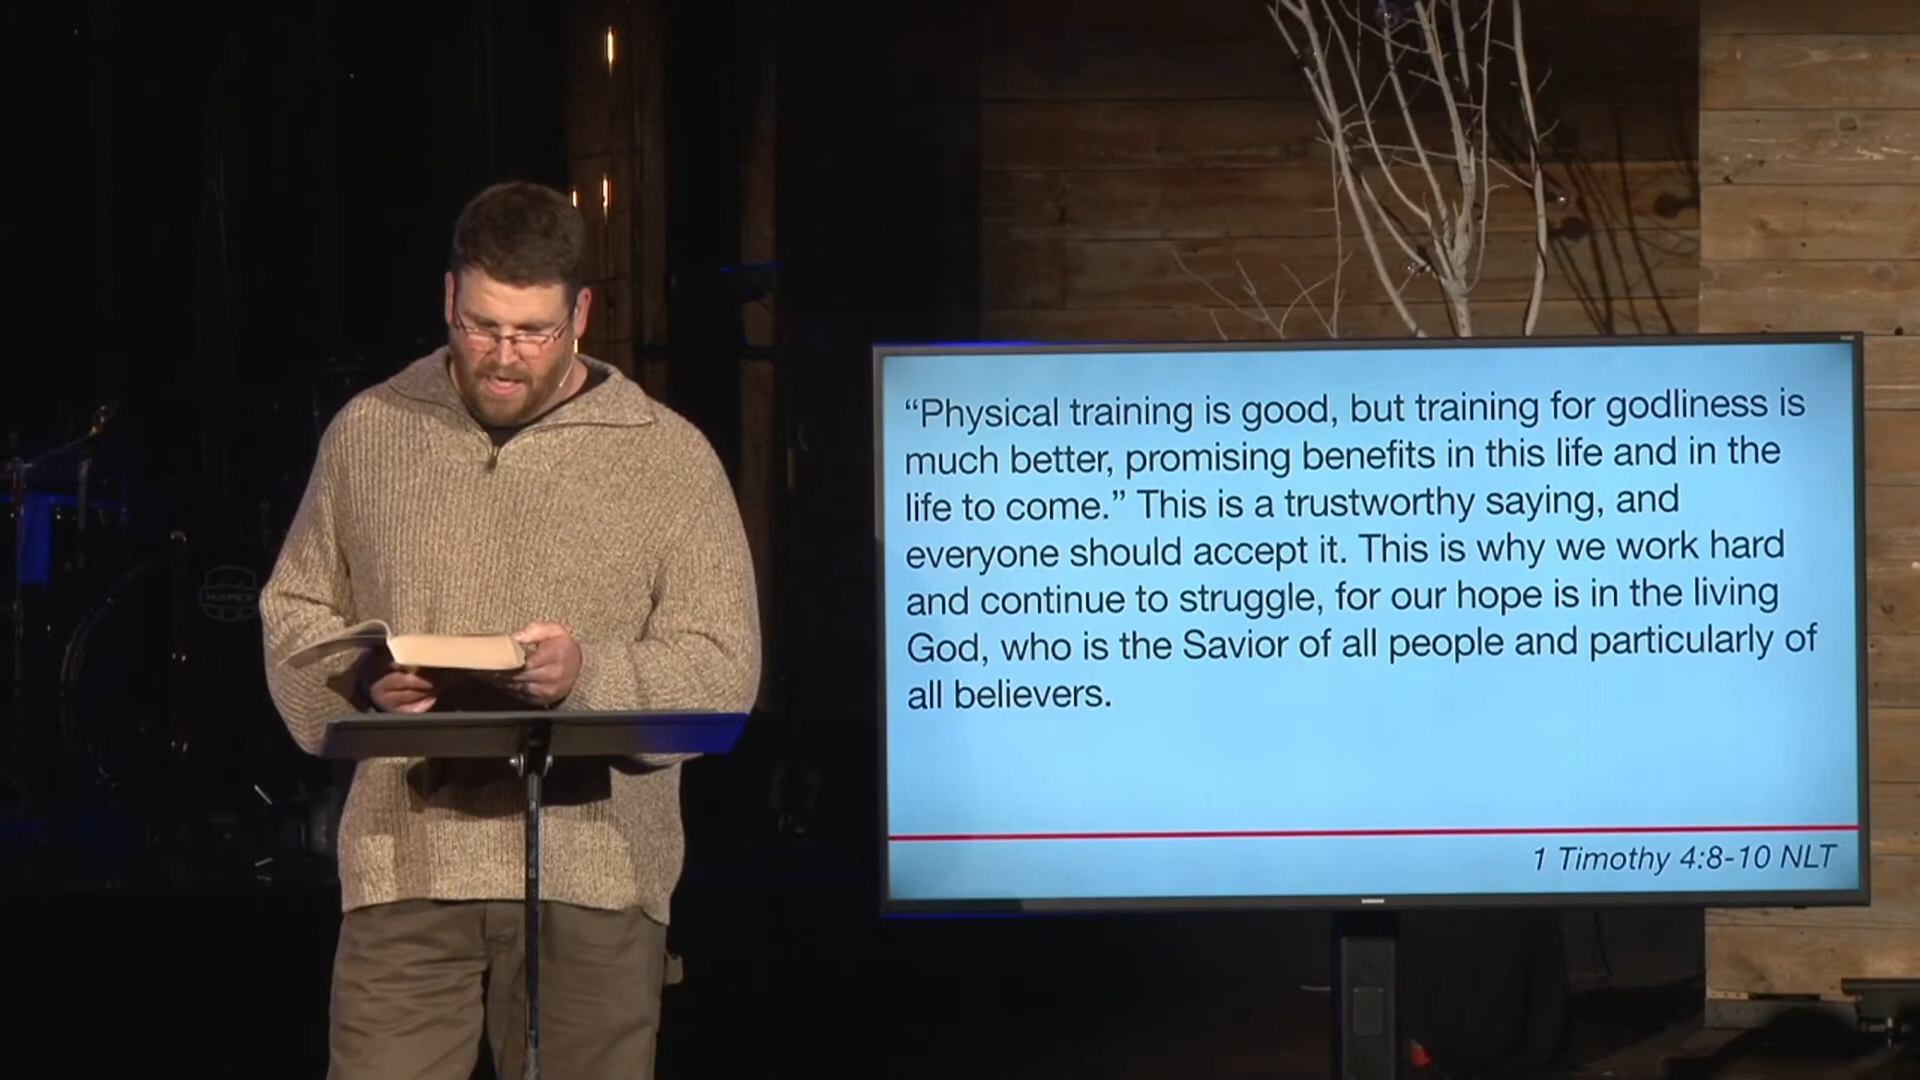 “Physical training is good, but training for godliness is
much better, promising benefits in this life and in the
life to come.” This is a trustworthy saying, and
everyone should accept it. This is why we work hard
and continue to struggle, for our hope is in the living
God, who is the Savior of all people and particularly of
all believers.
1 Timothy 4:8-10 NLT
SAMSUNG
MAPEX